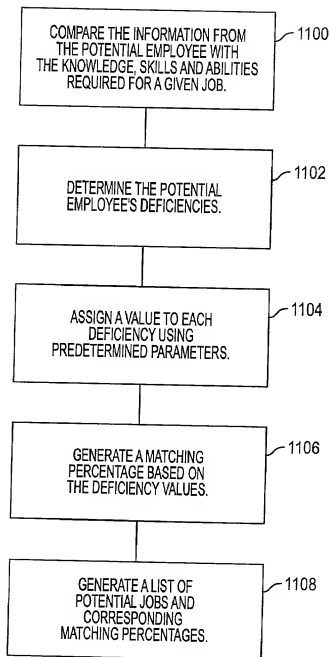 COMPARE THE INFORMATION FROM
THE POTENTIAL EMPLOYEE WITH
THE KNOWLEDGE, SKILLS AND ABILITIES
REQUIRED FOR A GIVEN JOB.
1100
DETERMINE THE POTENTIAL
EMPLOYEE'S DEFICIENCIES.
1102
ASSIGN A VALUE TO EACH
DEFICIENCY USING
PREDETERMINED PARAMETERS.
1104
GENERATE A MATCHING
PERCENTAGE BASED ON
THE DEFICIENCY VALUES.
1106
GENERATE A LIST OF
POTENTIAL JOBS AND
CORRESPONDING
MATCHING PERCENTAGES.
1108